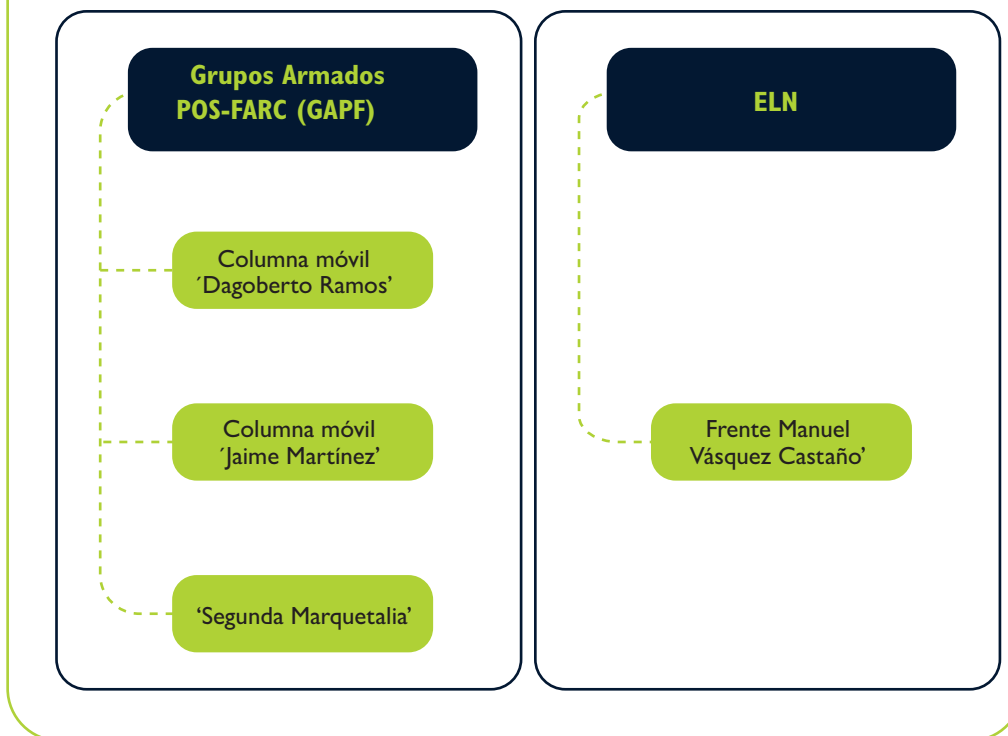 Grupos Armados
POS-FARC (GAPF)
Columna móvil
´Dagoberto Ramos’
Columna móvil
´Jaime Martínez’
‘Segunda Marquetalia’
ELN
Frente Manuel
Vásquez Castaño’